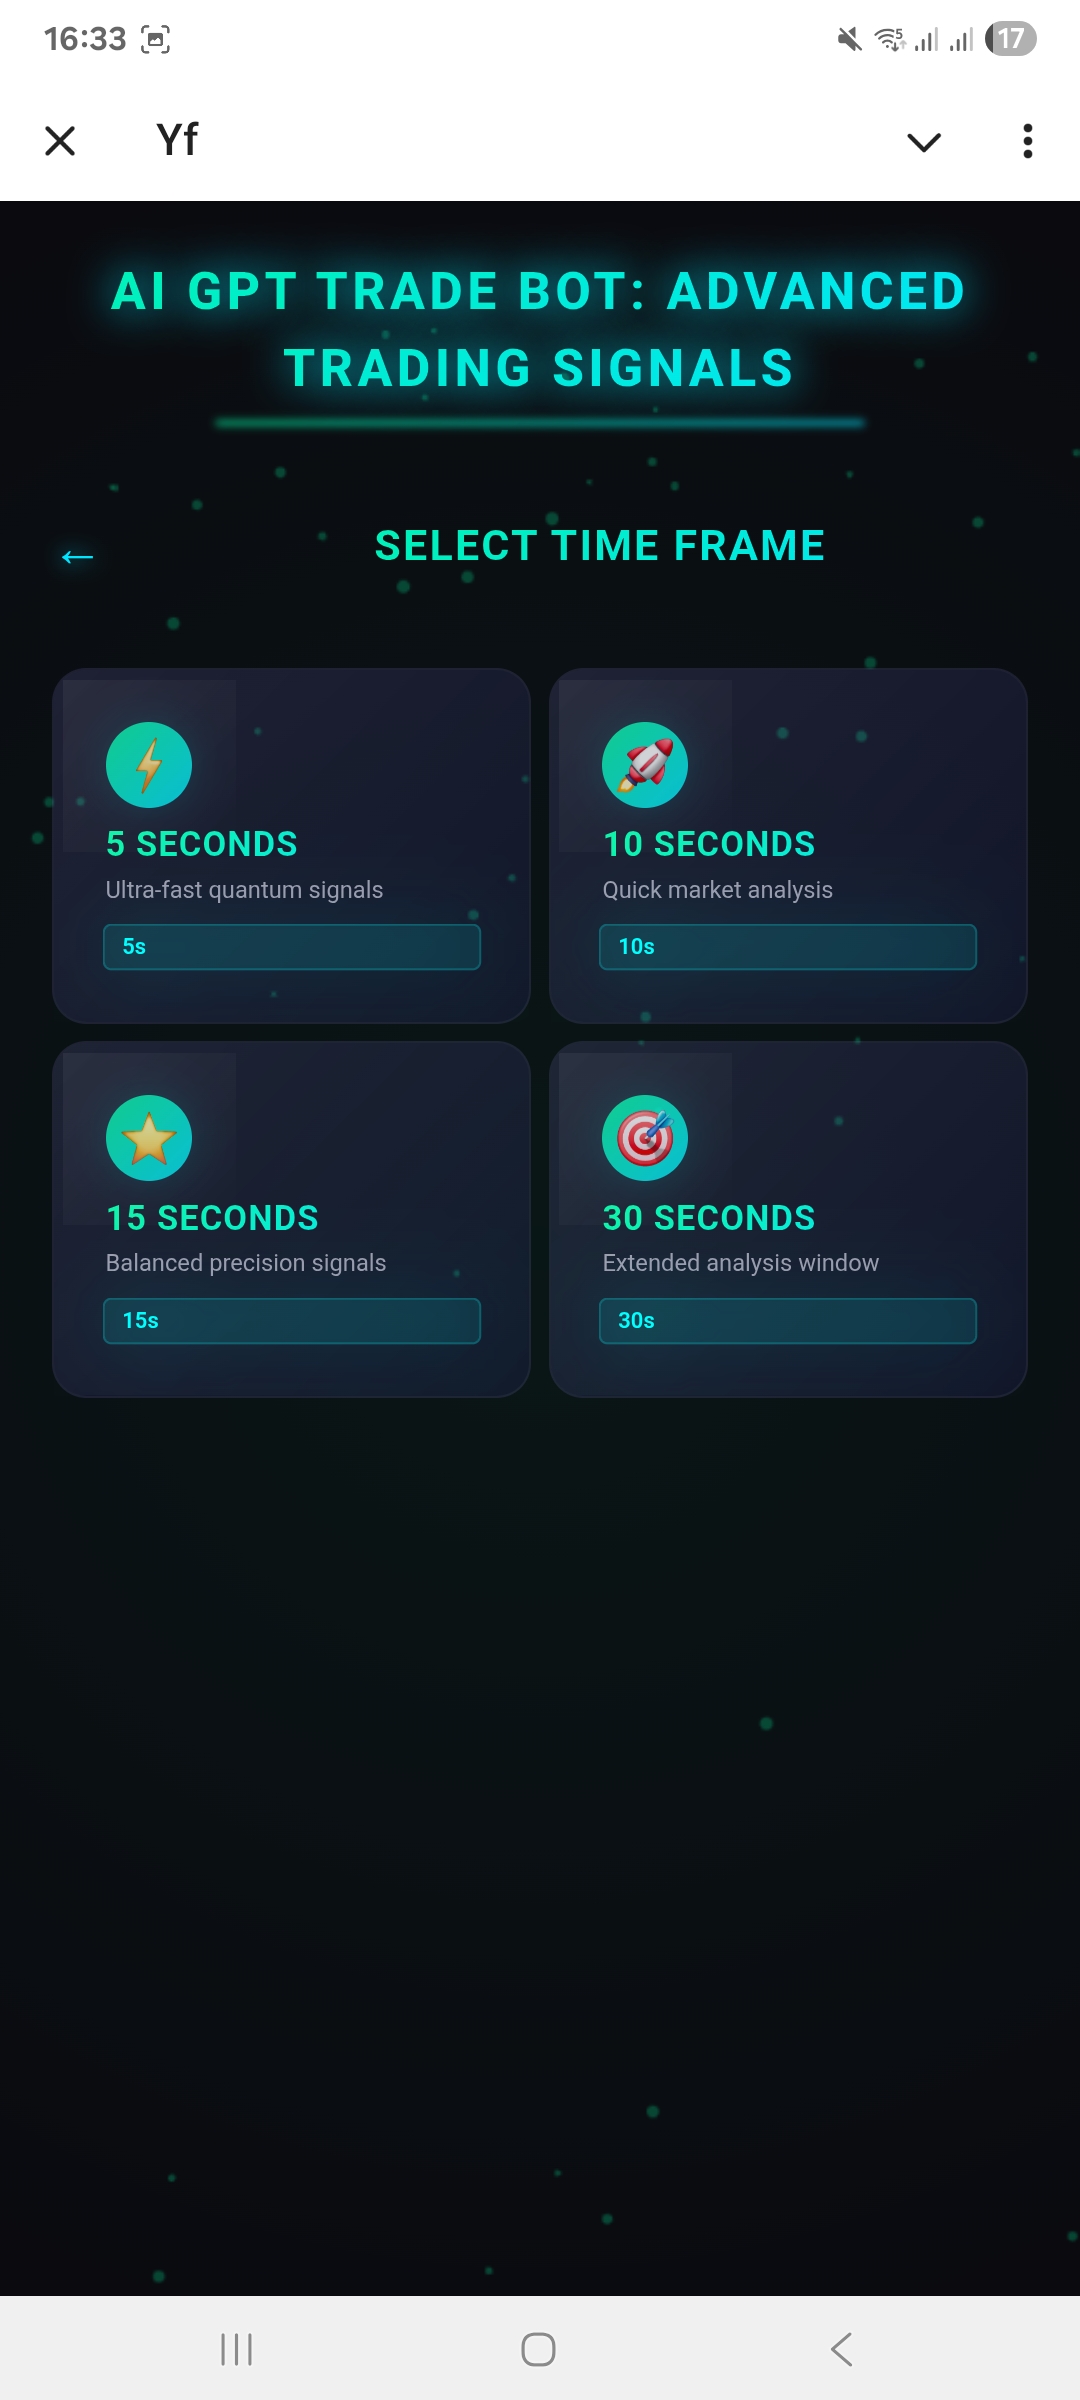 16:33
5
17
Yf
AI GPT TRADE BOT: ADVANCED
TRADING SIGNALS
← SELECT TIME FRAME
5 SECONDS
Ultra-fast quantum signals
5s
10 SECONDS
Quick market analysis
10s
15 SECONDS
Balanced precision signals
15s
30 SECONDS
Extended analysis window
30s